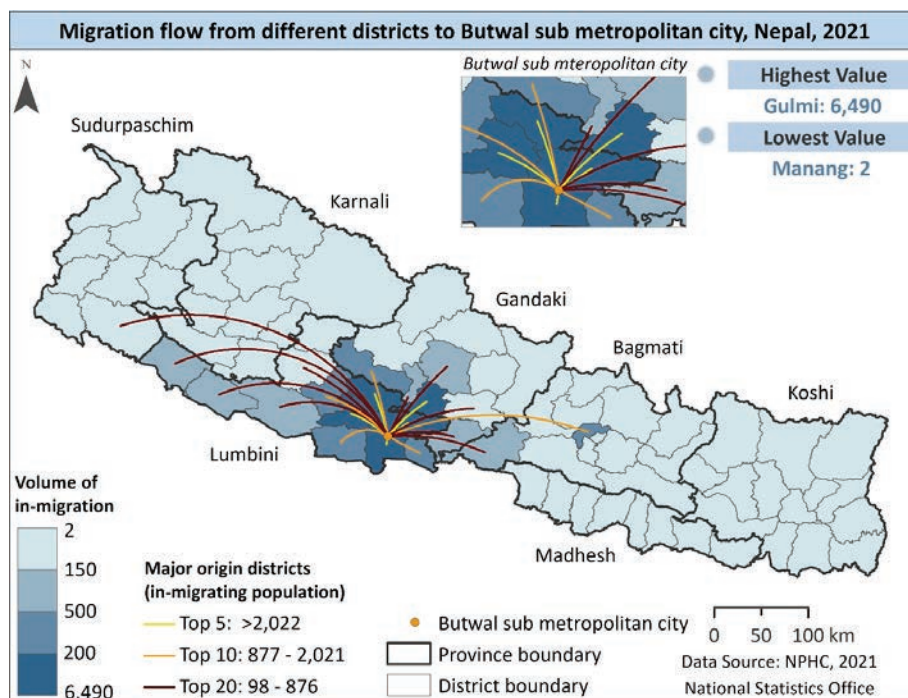 Migration flow from different districts to Butwal sub metropolitan city, Nepal, 2021
N
Butwal sub mteropolitan city
Highest Value
Gulmi: 6,490
Lowest Value
Manang: 2
Sudurpaschim
Karnali
Gandaki
Bagmati
Koshi
Lumbini
Madhesh
Volume of
in-migration
2
150
500
200
6,490
Major origin districts
(in-migrating population)
Top 5: >2,022
Top 10: 877 - 2,021
Top 20: 98 - 876
Butwal sub metropolitan city
Province boundary
District boundary
0 50 100 km
Data Source: NPHC, 2021
National Statistics Office